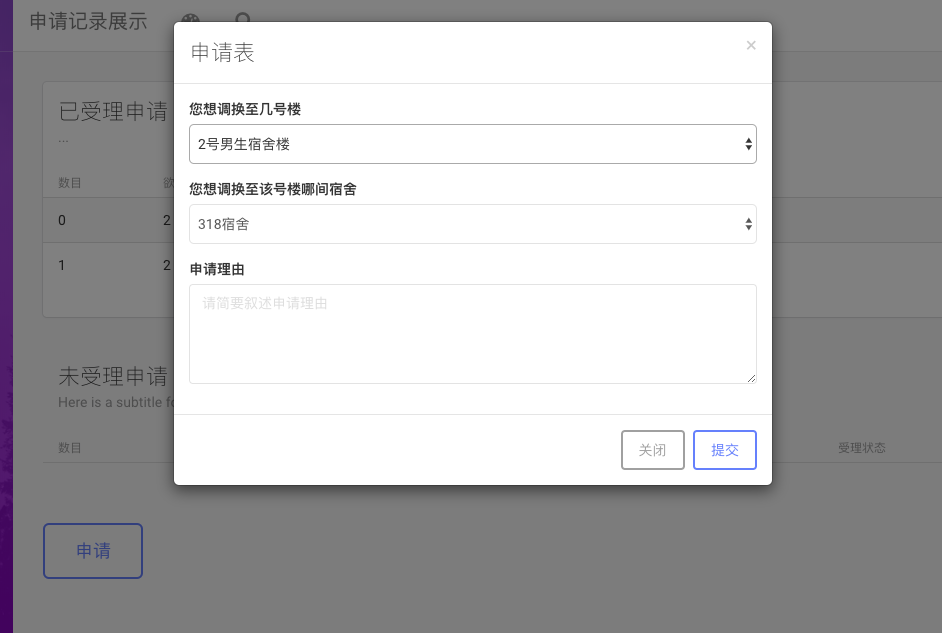 申请记录展示
申请表
×
已受理申请
...
数目
欲
0
2
1
2
您想调换至几号楼
2号男生宿舍楼
您想调换至该号楼哪间宿舍
318宿舍
申请理由
请简要叙述申请理由
未受理申请
Here is a subtitle fo
数目
受理状态
关闭
提交
申请